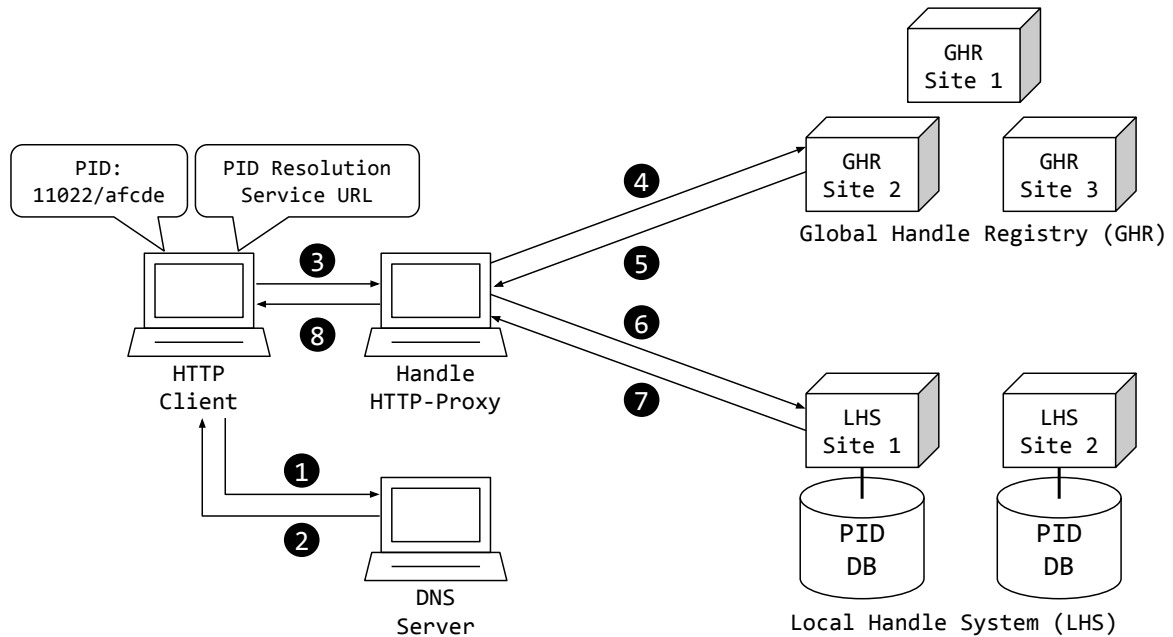 GHR
Site 1
PID:
11022/afcde
PID Resolution
Service URL
4
GHR
Site 2
GHR
Site 3
Global Handle Registry (GHR)
3
5
8
6
HTTP
Client
Handle
HTTP-Proxy
7
LHS
Site 1
LHS
Site 2
1
2
PID
DB
PID
DB
DNS
Server
Local Handle System (LHS)